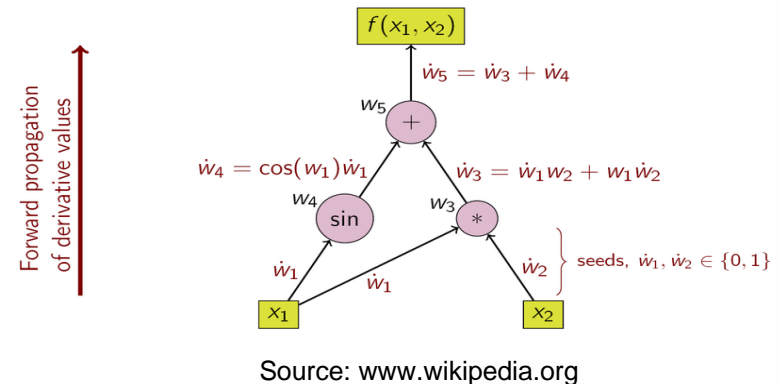 f(x₁, x₂)
ẇ₅ = ẇ₃ + ẇ₄
w₅
+
ẇ₄ = cos(w₁)ẇ₁
ẇ₃ = ẇ₁w₂ + w₁ẇ₂
w₄
sin
w₃
*
ẇ₁
ẇ₁
ẇ₂
seeds, ẇ₁, ẇ₂ ∈ {0, 1}
x₁
x₂
Forward propagation
of derivative values
Source: www.wikipedia.org